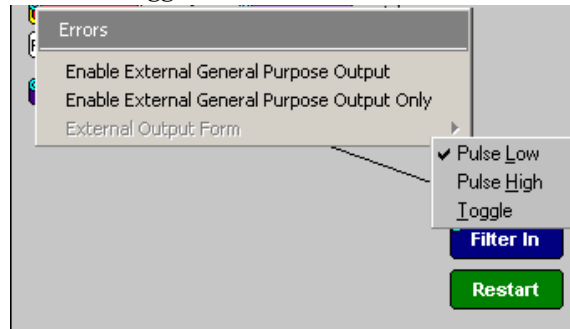 Errors
Enable External General Purpose Output
Enable External General Purpose Output Only
External Output Form
Pulse Low
Pulse High
Toggle
Filter In
Restart